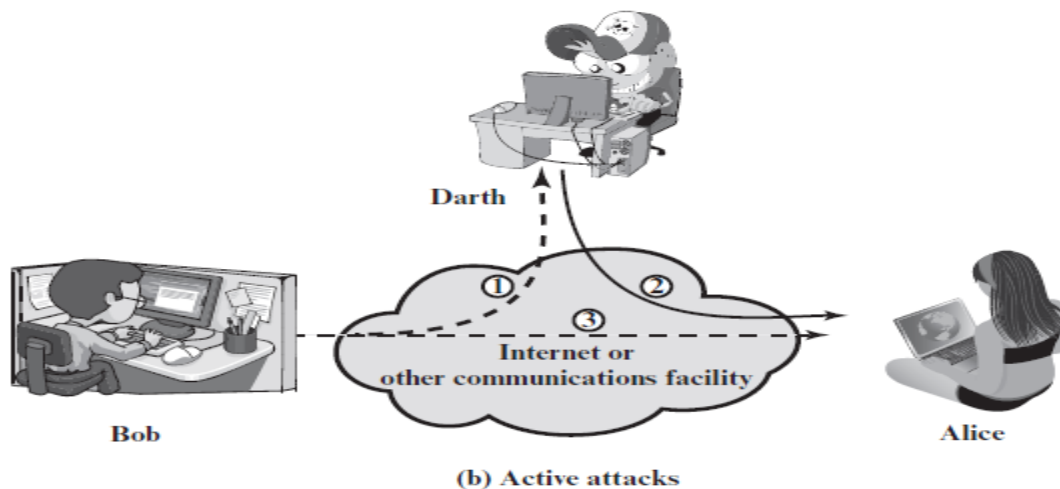 Darth
①
②
③
Internet or
other communications facility
Bob
Alice
(b) Active attacks